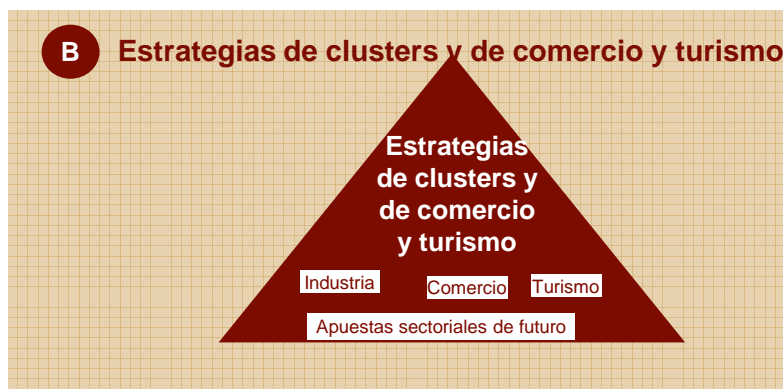 B Estrategias de clusters y de comercio y turismo
Estrategias
de clusters y
de comercio
y turismo
Industria Comercio Turismo
Apuestas sectoriales de futuro